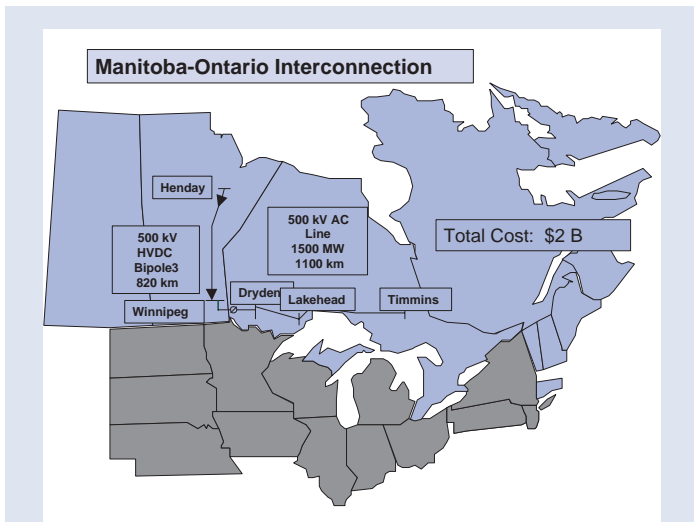 Manitoba-Ontario Interconnection
Henday
500 kV
HVDC
Bipole3
820 km
500 kV AC
Line
1500 MW
1100 km
Total Cost: $2 B
Dryden
Lakehead
Timmins
Winnipeg